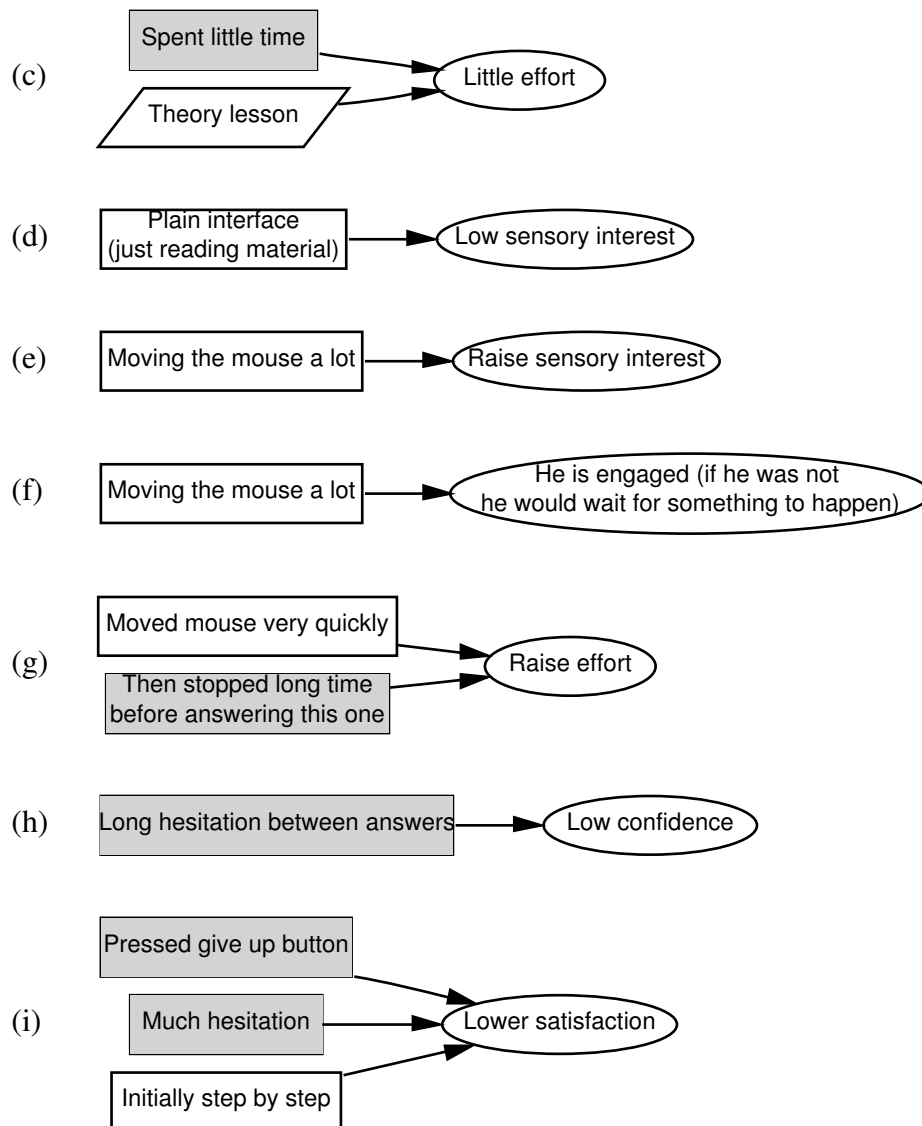 (c)
Spent little time
Theory lesson
Little effort
(d)
Plain interface
(just reading material)
Low sensory interest
(e)
Moving the mouse a lot
Raise sensory interest
(f)
Moving the mouse a lot
He is engaged (if he was not
he would wait for something to happen)
(g)
Moved mouse very quickly
Then stopped long time
before answering this one
Raise effort
(h)
Long hesitation between answers
Low confidence
(i)
Pressed give up button
Much hesitation
Initially step by step
Lower satisfaction